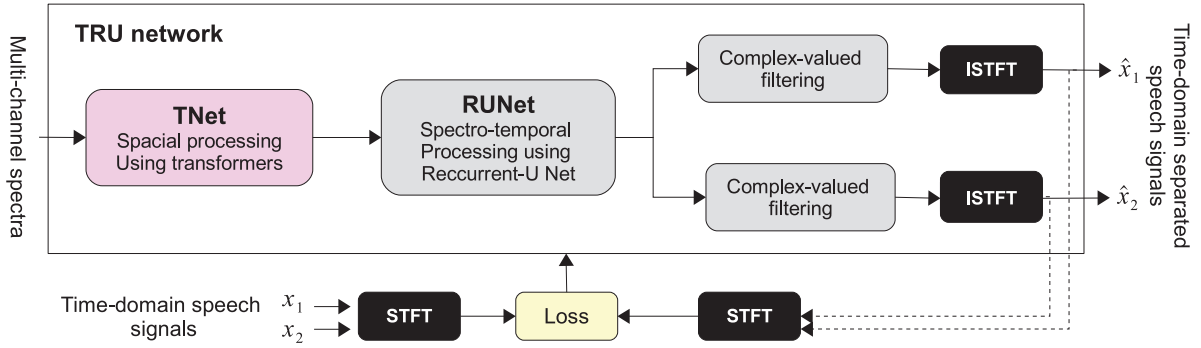 Multi-channel spectra
TRU network
TNet
Spacial processing
Using transformers
RUNet
Spectro-temporal
Processing using
Reccurrent-U Net
Complex-valued
filtering
ISTFT
x̂₁
Complex-valued
filtering
ISTFT
x̂₂
Time-domain separated
speech signals
Time-domain speech
signals
x₁
x₂
STFT
Loss
STFT